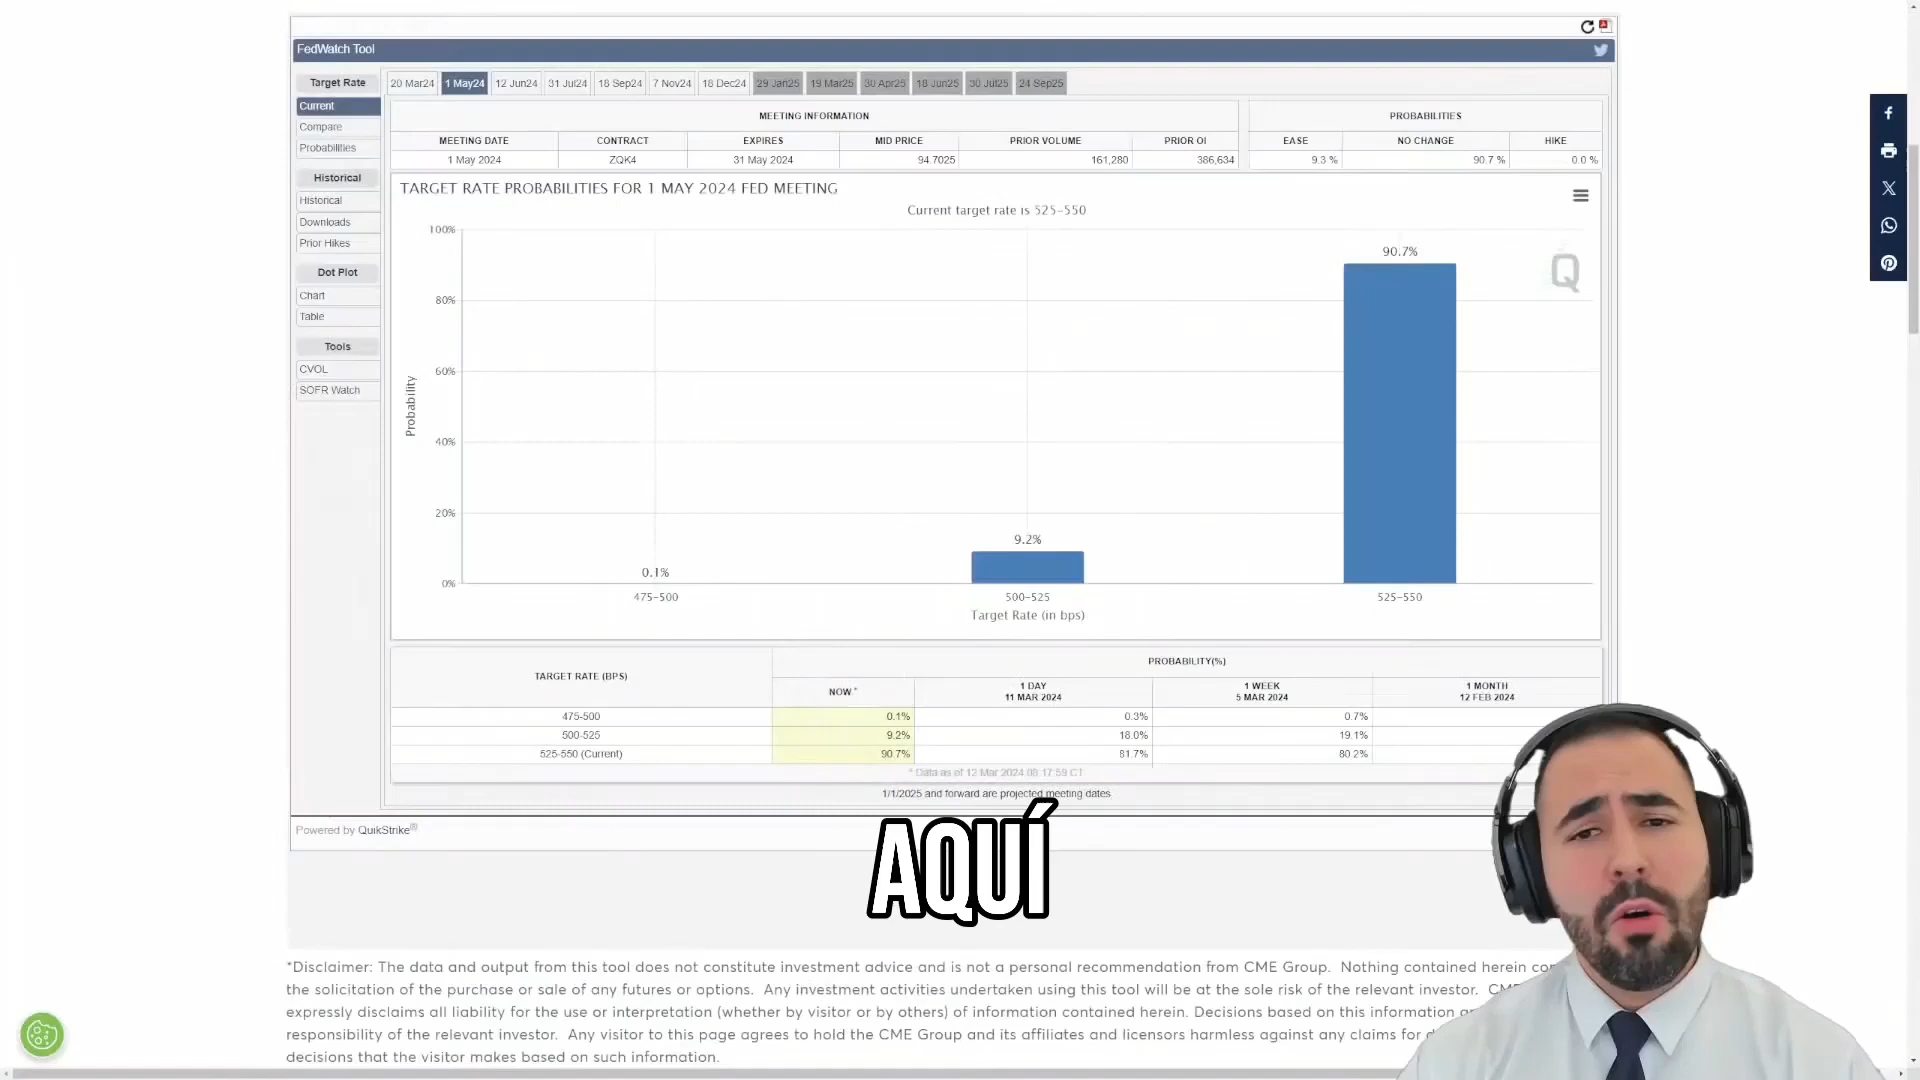 FedWatch Tool
Target Rate
Current
Compare
Probabilities
Historical
Historical
Downloads
Prior Hikes
Dot Plot
Chart
Table
Tools
CVOL
SOFR Watch
20 Mar24 1 May24 12 Jun24 31 Jul24 18 Sep24 7 Nov24 18 Dec24 29 Jan25 19 Mar25 30 Apr25 18 Jun25 30 Jul25 24 Sep25
MEETING INFORMATION
MEETING DATE CONTRACT EXPIRES MID PRICE PRIOR VOLUME PRIOR OI
1 May 2024 ZQK4 31 May 2024 94.7025 161,280 386,634
PROBABILITIES
EASE NO CHANGE HIKE
9.3 % 90.7 % 0.0 %
TARGET RATE PROBABILITIES FOR 1 MAY 2024 FED MEETING
Current target rate is 525-550
100%
80%
60%
40%
20%
0%
Probability
0.1%
9.2%
90.7%
475-500 500-525 525-550
Target Rate (in bps)
Q
TARGET RATE (BPS) PROBABILITY(%)
NOW * 1 DAY 11 MAR 2024 1 WEEK 5 MAR 2024 1 MONTH 12 FEB 2024
475-500 0.1% 0.3% 0.7%
500-525 9.2% 18.0% 19.1%
525-550 (Current) 90.7% 81.7% 80.2%
* Data as of 12 Mar 2024 08:17:59 CT
1/1/2025 and forward are projected meeting dates
Powered by QuikStrike®
AQUÍ
*Disclaimer: The data and output from this tool does not constitute investment advice and is not a personal recommendation from CME Group. Nothing contained herein
the solicitation of the purchase or sale of any futures or options. Any investment activities undertaken using this tool will be at the sole risk of the relevant investor.
expressly disclaims all liability for the use or interpretation (whether by visitor or by others) of information contained herein. Decisions based on this information
responsibility of the relevant investor. Any visitor to this page agrees to hold the CME Group and its affiliates and licensors harmless against any claims for
decisions that the visitor makes based on such information.